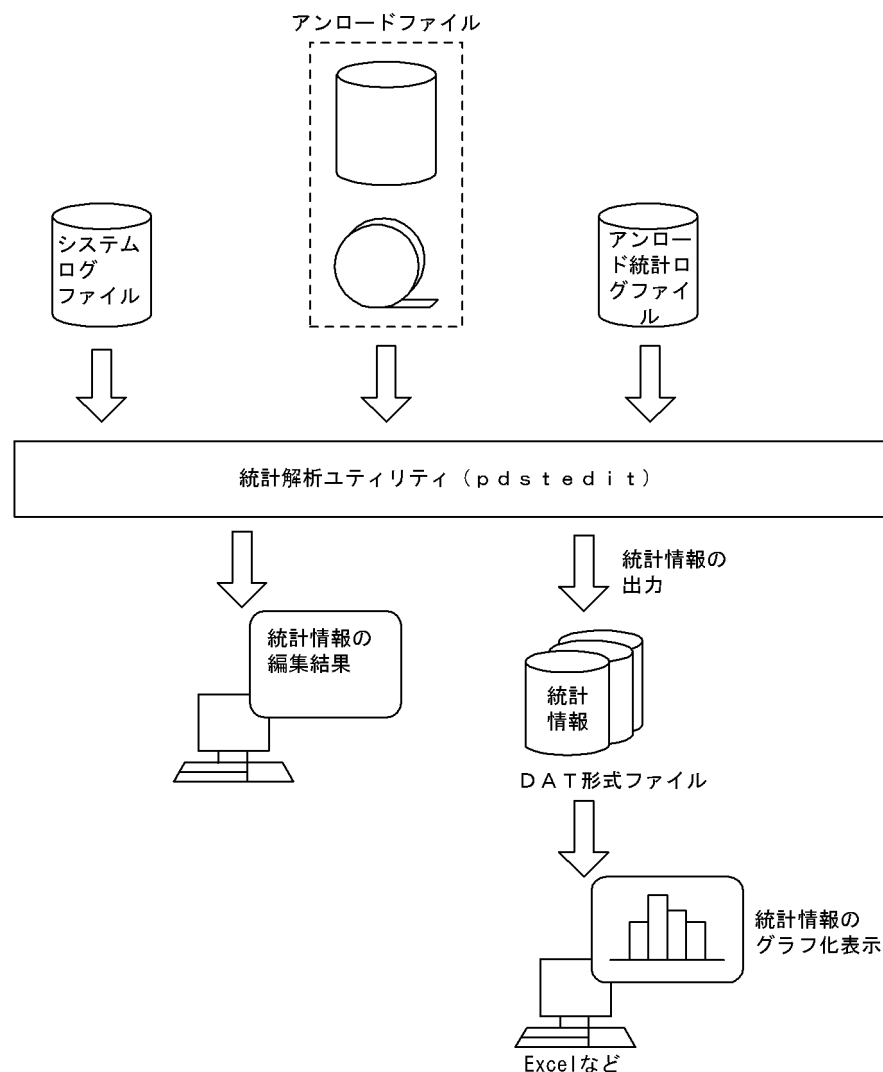 アンロードファイル
システム
ログ
ファイル
アンロー
ド統計ロ
グファイ
ル
統計解析ユティリティ（ｐｄｓｔｅｄｉｔ）
統計情報の
出力
統計情報の
編集結果
統計
情報
ＤＡＴ形式ファイル
統計情報の
グラフ化表示
Excelなど